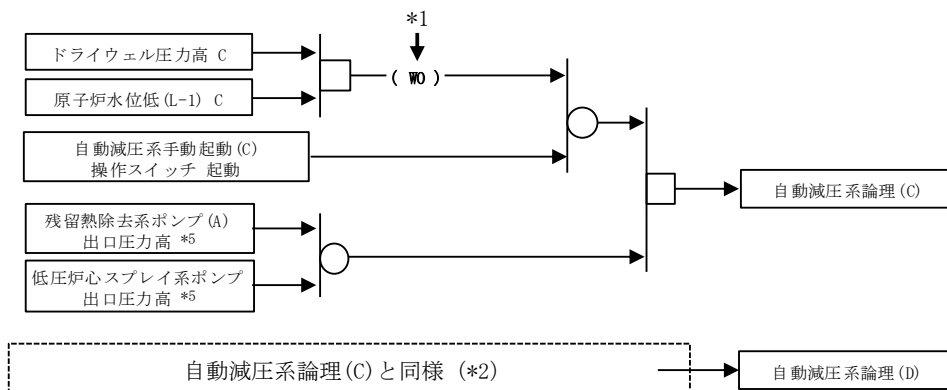 *1
ドライウェル圧力高 C
( WO )
原子炉水位低(L-1) C
自動減圧系手動起動(C)
操作スイッチ 起動
自動減圧系論理(C)
残留熱除去系ポンプ(A)
出口圧力高 *5
低圧炉心スプレイ系ポンプ
出口圧力高 *5
自動減圧系論理(C)と同様 (*2)
自動減圧系論理(D)